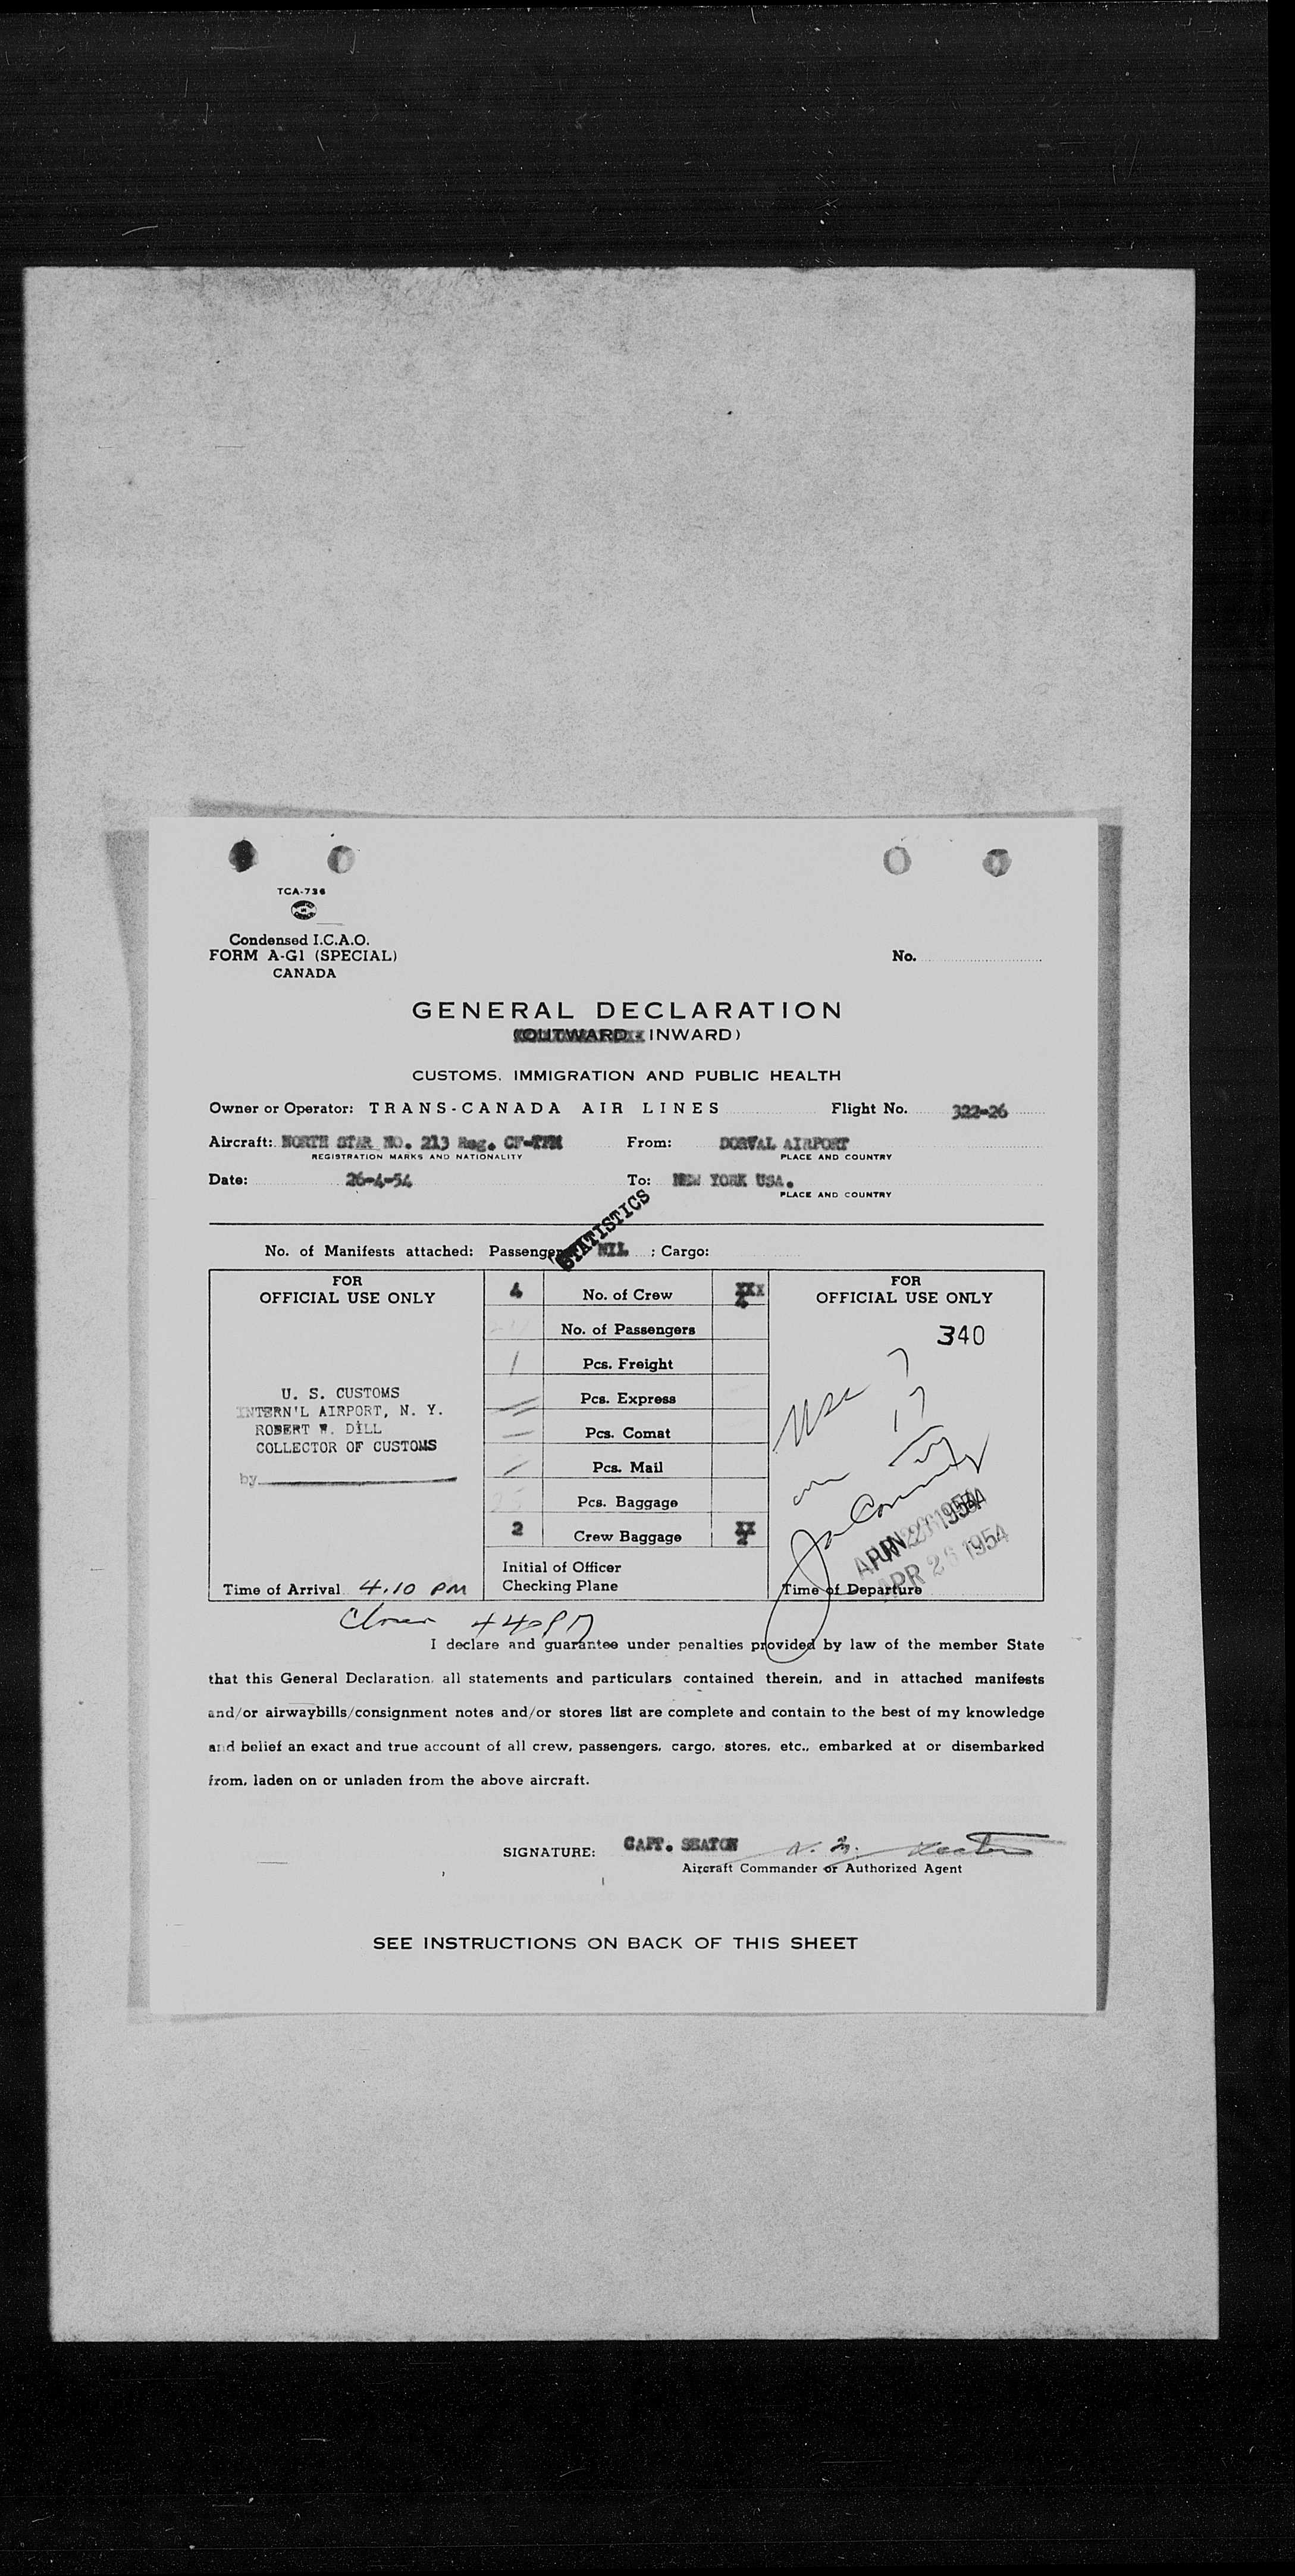 TCA-736
Condensed I.C.A.O.
FORM A-G1 (SPECIAL)
CANADA
No.
GENERAL DECLARATION
(OUTWARD - INWARD)
CUSTOMS, IMMIGRATION AND PUBLIC HEALTH
Owner or Operator: TRANS-CANADA AIR LINES Flight No. 322-26
Aircraft: NORTH STAR NO. 213 Reg. From: DORVAL AIRPORT
REGISTRATION MARKS AND NATIONALITY PLACE AND COUNTRY
Date: 26-4-54 To: NEW YORK USA.
PLACE AND COUNTRY
STATISTICS
No. of Manifests attached: Passenger NIL ; Cargo:
FOR
OFFICIAL USE ONLY
U. S. CUSTOMS
INTERN'L AIRPORT, N. Y.
ROBERT W. DILL
COLLECTOR OF CUSTOMS
by
Time of Arrival 4.10 PM
4 No. of Crew XXX 4
No. of Passengers
Pcs. Freight
Pcs. Express
Pcs. Comat
Pcs. Mail
Pcs. Baggage
2 Crew Baggage XX 2
Initial of Officer
Checking Plane
FOR
OFFICIAL USE ONLY
340
APR 26 1954
Time of Departure
440 PM
I declare and guarantee under penalties provided by law of the member State
that this General Declaration, all statements and particulars contained therein, and in attached manifests
and/or airwaybills/consignment notes and/or stores list are complete and contain to the best of my knowledge
and belief an exact and true account of all crew, passengers, cargo, stores, etc., embarked at or disembarked
from, laden on or unladen from the above aircraft.
SIGNATURE: CAPT. SEATON
Aircraft Commander or Authorized Agent
SEE INSTRUCTIONS ON BACK OF THIS SHEET